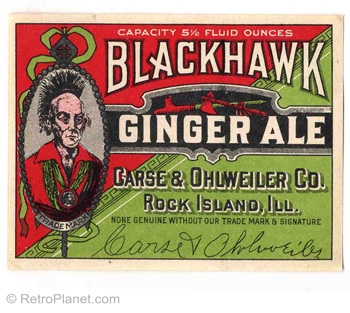 CAPACITY 5½ FLUID OUNCES
BLACKHAWK
GINGER ALE
CARSE & OHLWEILER CO.
ROCK ISLAND, ILL.
NONE GENUINE WITHOUT OUR TRADE MARK & SIGNATURE
Carse & Ohlweiler
TRADE MARK
© RetroPlanet.com